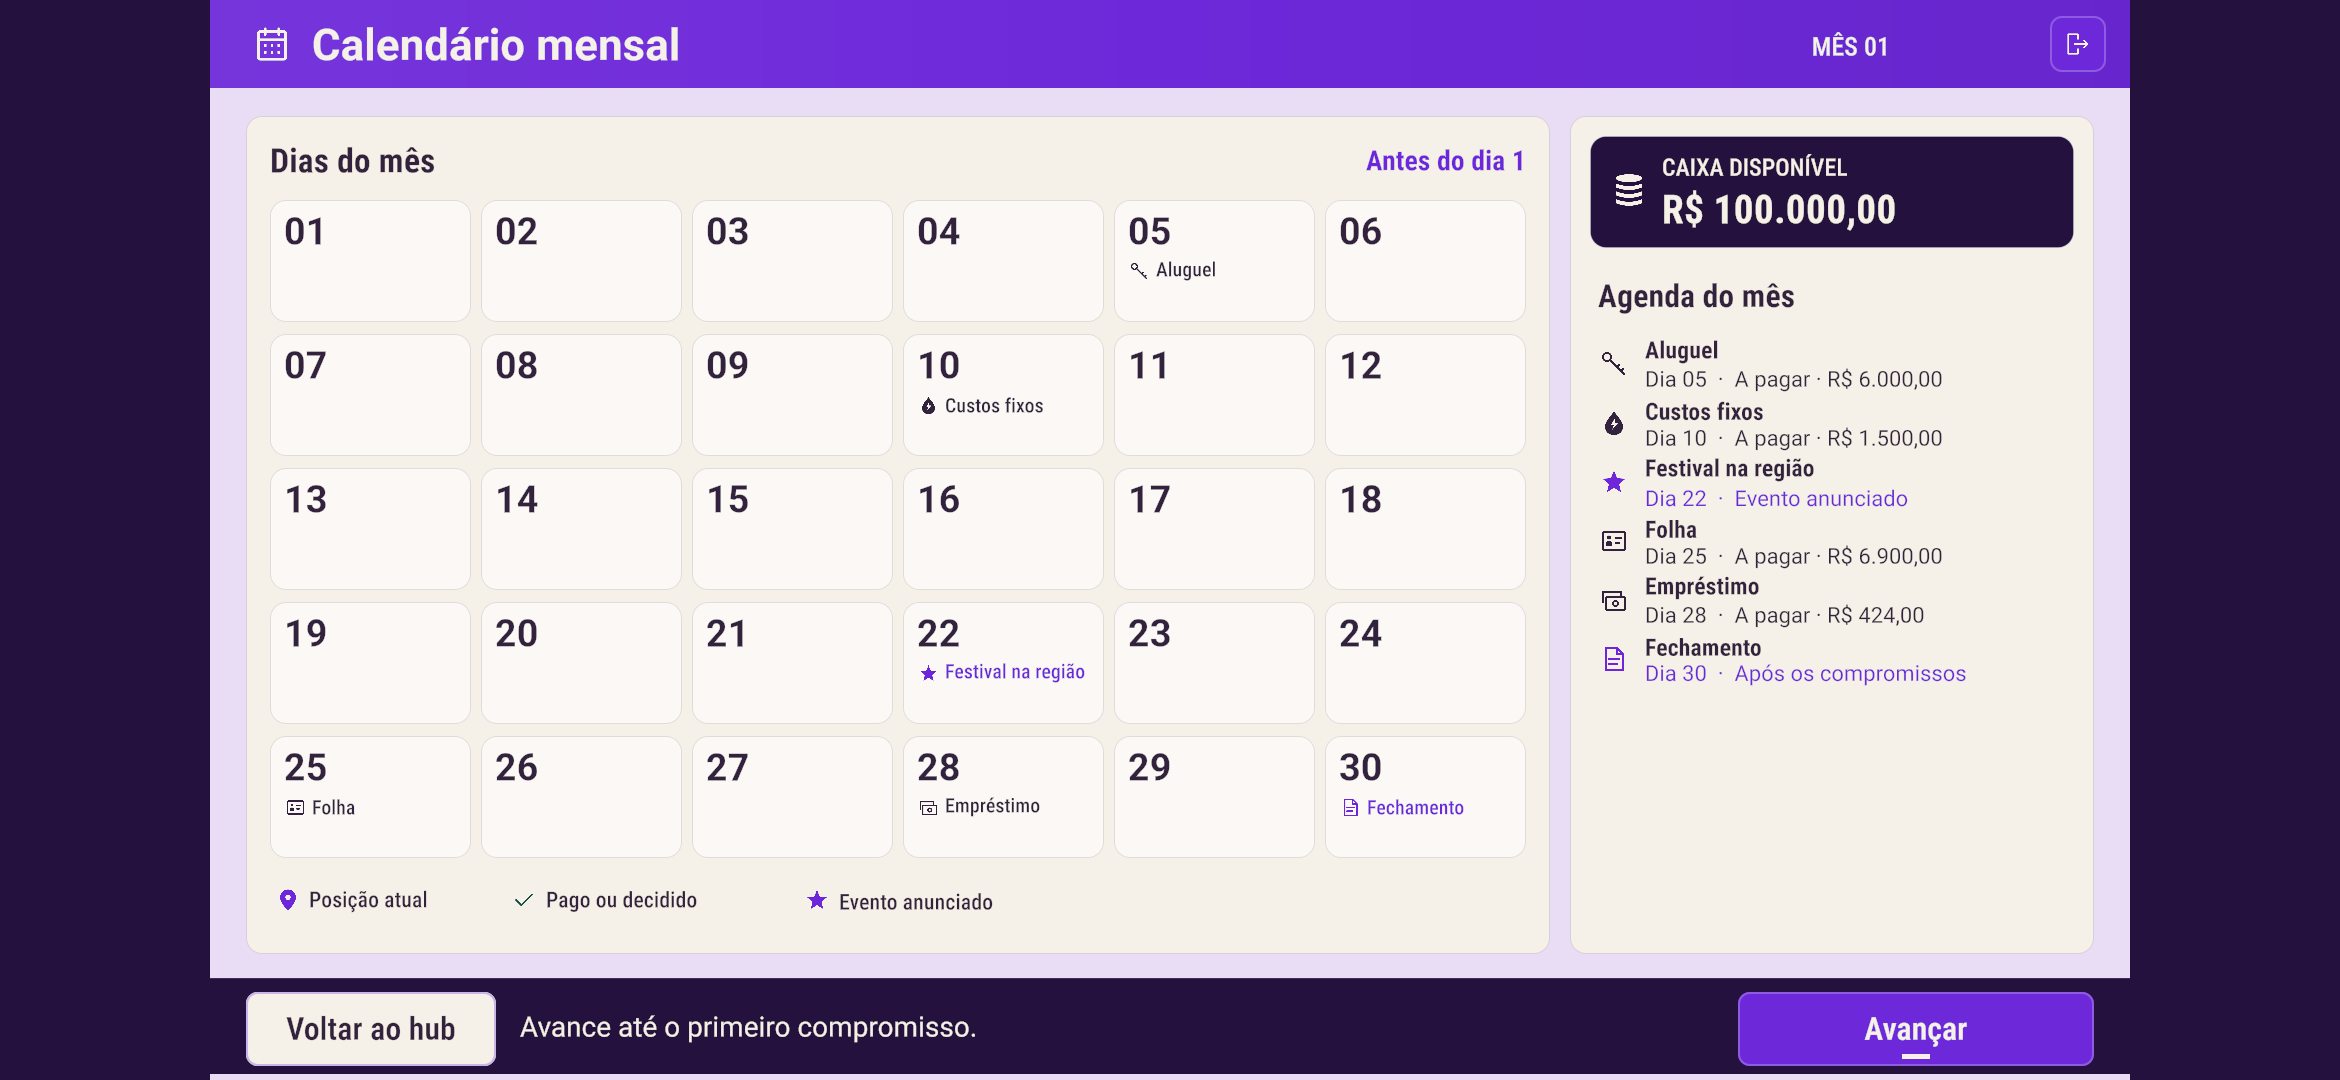 Calendário mensal
MÊS 01
Dias do mês
Antes do dia 1
01
02
03
04
05
Aluguel
06
07
08
09
10
Custos fixos
11
12
13
14
15
16
17
18
19
20
21
22
Festival na região
23
24
25
Folha
26
27
28
Empréstimo
29
30
Fechamento
Posição atual
Pago ou decidido
Evento anunciado
CAIXA DISPONÍVEL
R$ 100.000,00
Agenda do mês
Aluguel
Dia 05 · A pagar · R$ 6.000,00
Custos fixos
Dia 10 · A pagar · R$ 1.500,00
Festival na região
Dia 22 · Evento anunciado
Folha
Dia 25 · A pagar · R$ 6.900,00
Empréstimo
Dia 28 · A pagar · R$ 424,00
Fechamento
Dia 30 · Após os compromissos
Voltar ao hub
Avance até o primeiro compromisso.
Avançar